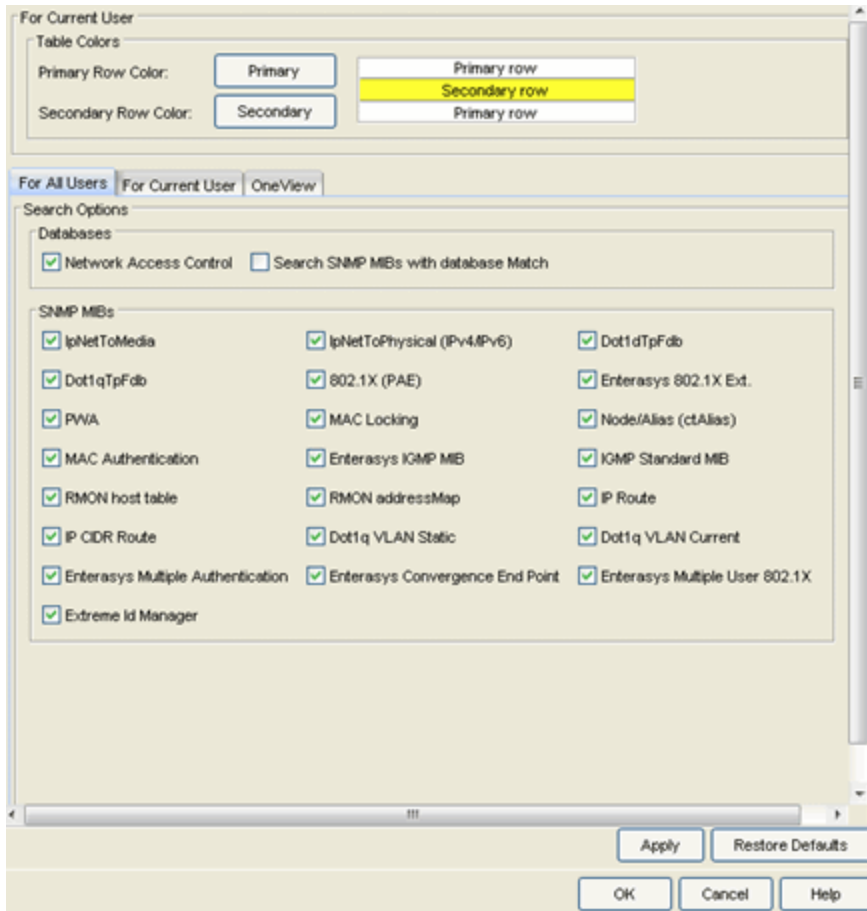 For Current User
Table Colors
Primary Row Color: Primary Primary row
Secondary row
Secondary Row Color: Secondary Primary row
For All Users For Current User OneView
Search Options
Databases
Network Access Control Search SNMP MIBs with database Match
SNMP MIBs
IpNetToMedia IpNetToPhysical (IPv4/IPv6) Dot1dTpFdb
Dot1qTpFdb 802.1X (PAE) Enterasys 802.1X Ext.
PWA MAC Locking Node/Alias (ctAlias)
MAC Authentication Enterasys IGMP MIB IGMP Standard MIB
RMON host table RMON addressMap IP Route
IP CIDR Route Dot1q VLAN Static Dot1q VLAN Current
Enterasys Multiple Authentication Enterasys Convergence End Point Enterasys Multiple User 802.1X
Extreme Id Manager
Apply Restore Defaults
OK Cancel Help